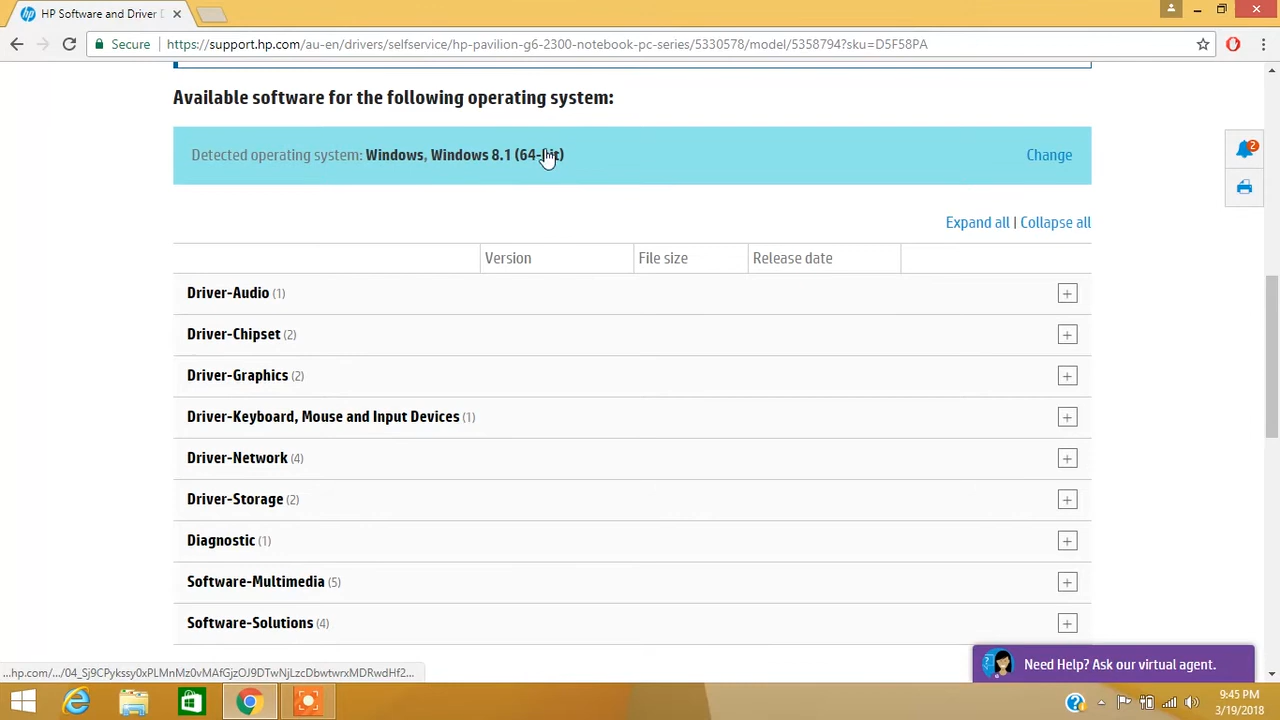 HP Software and Driver D
Secure
https://support.hp.com/au-en/drivers/selfservice/hp-pavilion-g6-2300-notebook-pc-series/5330578/model/5358794?sku=D5F58PA
Available software for the following operating system:
Detected operating system: Windows, Windows 8.1 (64-bit)
Change
2
Expand all | Collapse all
Version
File size
Release date
Driver-Audio (1)
Driver-Chipset (2)
Driver-Graphics (2)
Driver-Keyboard, Mouse and Input Devices (1)
Driver-Network (4)
Driver-Storage (2)
Diagnostic (1)
Software-Multimedia (5)
Software-Solutions (4)
Need Help? Ask our virtual agent.
9:45 PM
3/19/2018